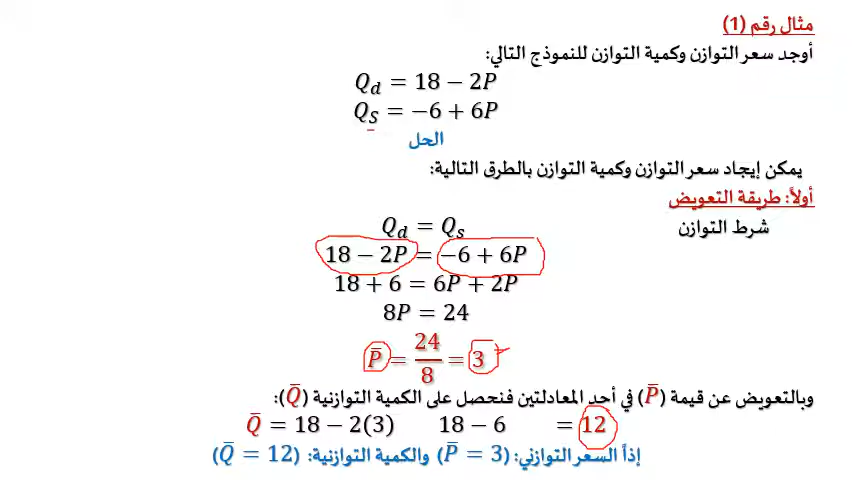 مثال رقم (1)
أوجد سعر التوازن وكمية التوازن للنموذج التالي:
Q_d = 18 − 2P
Q_S = −6 + 6P
الحل
يمكن إيجاد سعر التوازن وكمية التوازن بالطرق التالية:
أولاً: طريقة التعويض
شرط التوازن Q_d = Q_s
18 − 2P = −6 + 6P
18 + 6 = 6P + 2P
8P = 24
P̄ = 24/8 = 3
وبالتعويض عن قيمة (P̄) في أحد المعادلتين فنحصل على الكمية التوازنية (Q̄):
Q̄ = 18 − 2(3) 18 − 6 = 12
إذاً السعر التوازني: (P̄ = 3) والكمية التوازنية: (Q̄ = 12)